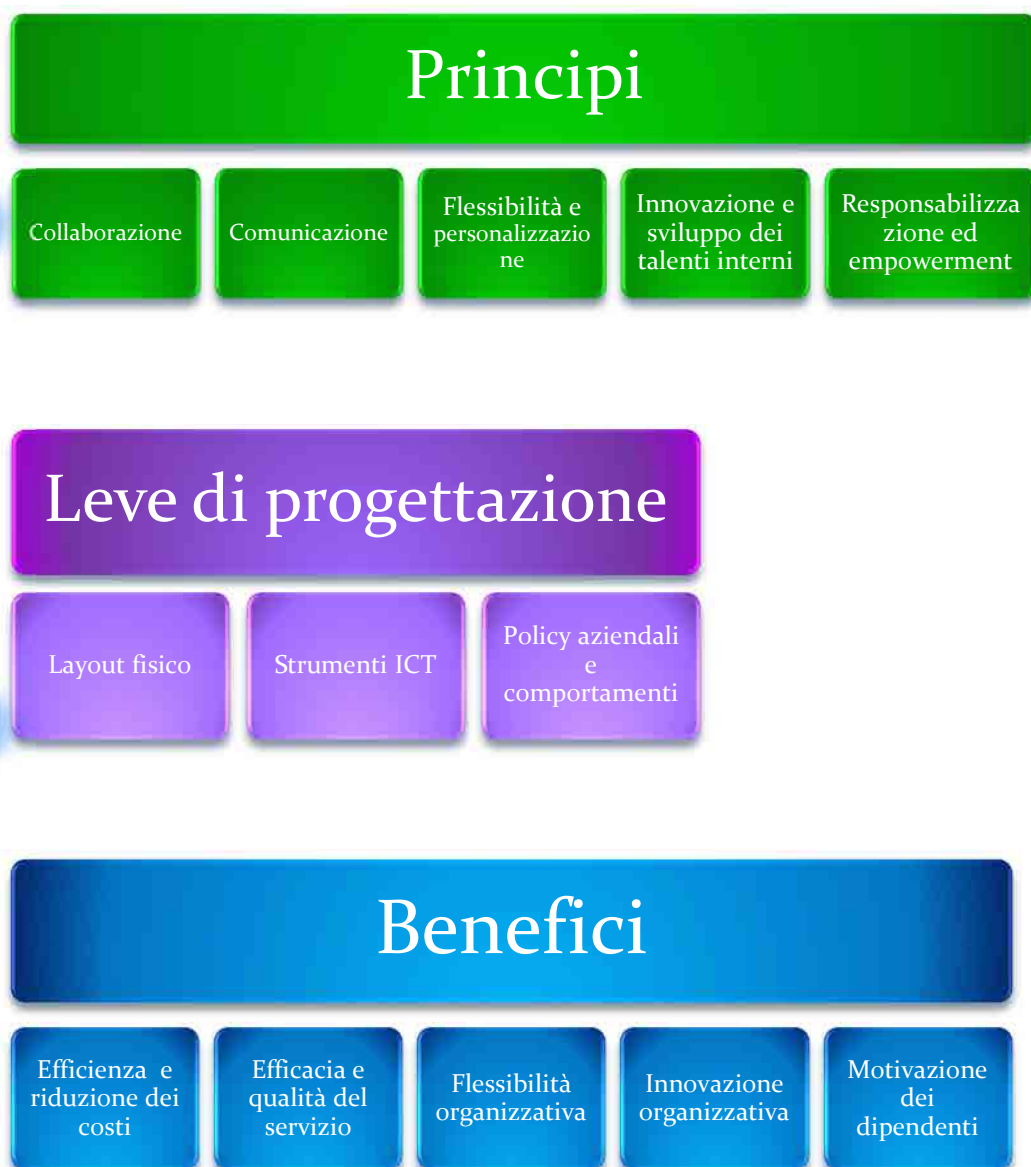 Principi
Collaborazione
Comunicazione
Flessibilità e
personalizzazio
ne
Innovazione e
sviluppo dei
talenti interni
Responsabilizza
zione ed
empowerment
Leve di progettazione
Layout fisico
Strumenti ICT
Policy aziendali
e
comportamenti
Benefici
Efficienza e
riduzione dei
costi
Efficacia e
qualità del
servizio
Flessibilità
organizzativa
Innovazione
organizzativa
Motivazione
dei
dipendenti